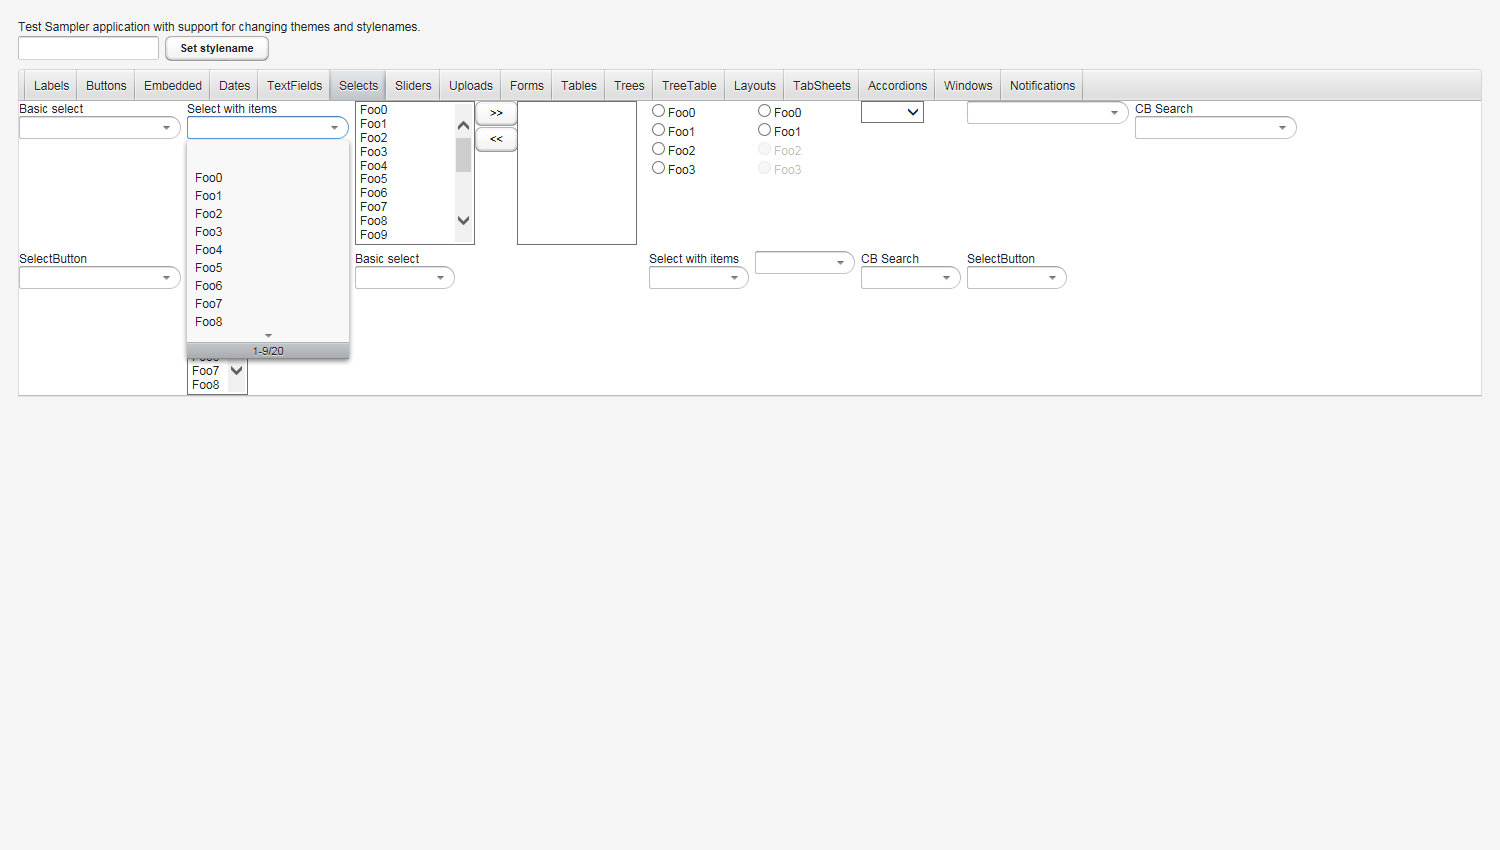 Test Sampler application with support for changing themes and stylenames.
Set stylename
Labels Buttons Embedded Dates TextFields Selects Sliders Uploads Forms Tables Trees TreeTable Layouts TabSheets Accordions Windows Notifications
Basic select
Select with items
Foo0
Foo1
Foo2
Foo3
Foo4
Foo5
Foo6
Foo7
Foo8
1-9/20
Foo0
Foo1
Foo2
Foo3
Foo4
Foo5
Foo6
Foo7
Foo8
Foo9
>>
<<
Foo0
Foo1
Foo2
Foo3
Foo0
Foo1
Foo2
Foo3
CB Search
SelectButton
Foo7
Foo8
Basic select
Select with items
CB Search
SelectButton